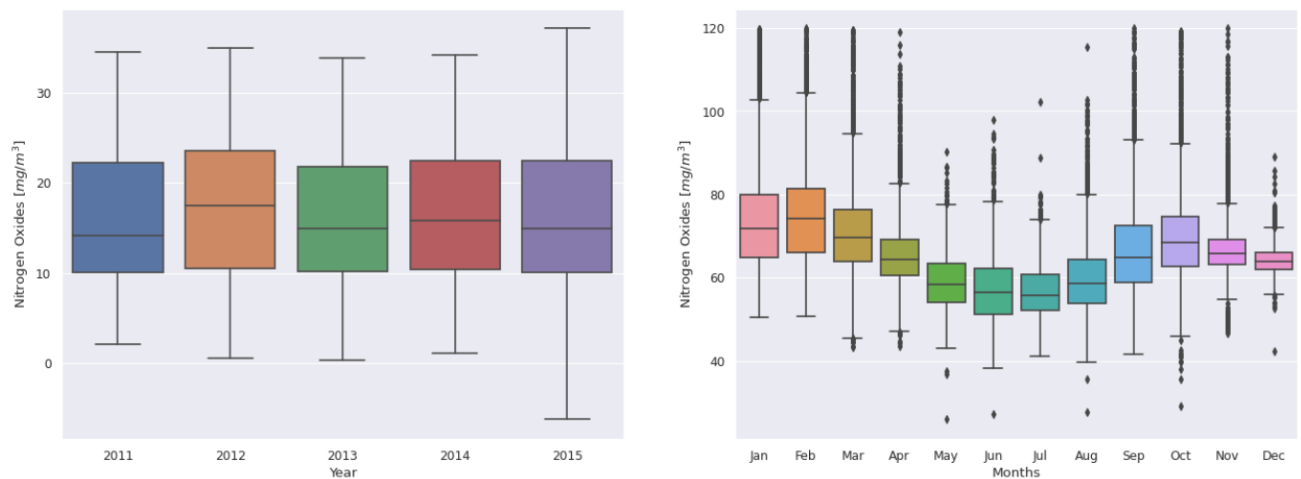 Nitrogen Oxides [mg/m³]
30
20
10
0
2011 2012 2013 2014 2015
Year
Nitrogen Oxides [mg/m³]
120
100
80
60
40
Jan Feb Mar Apr May Jun Jul Aug Sep Oct Nov Dec
Months